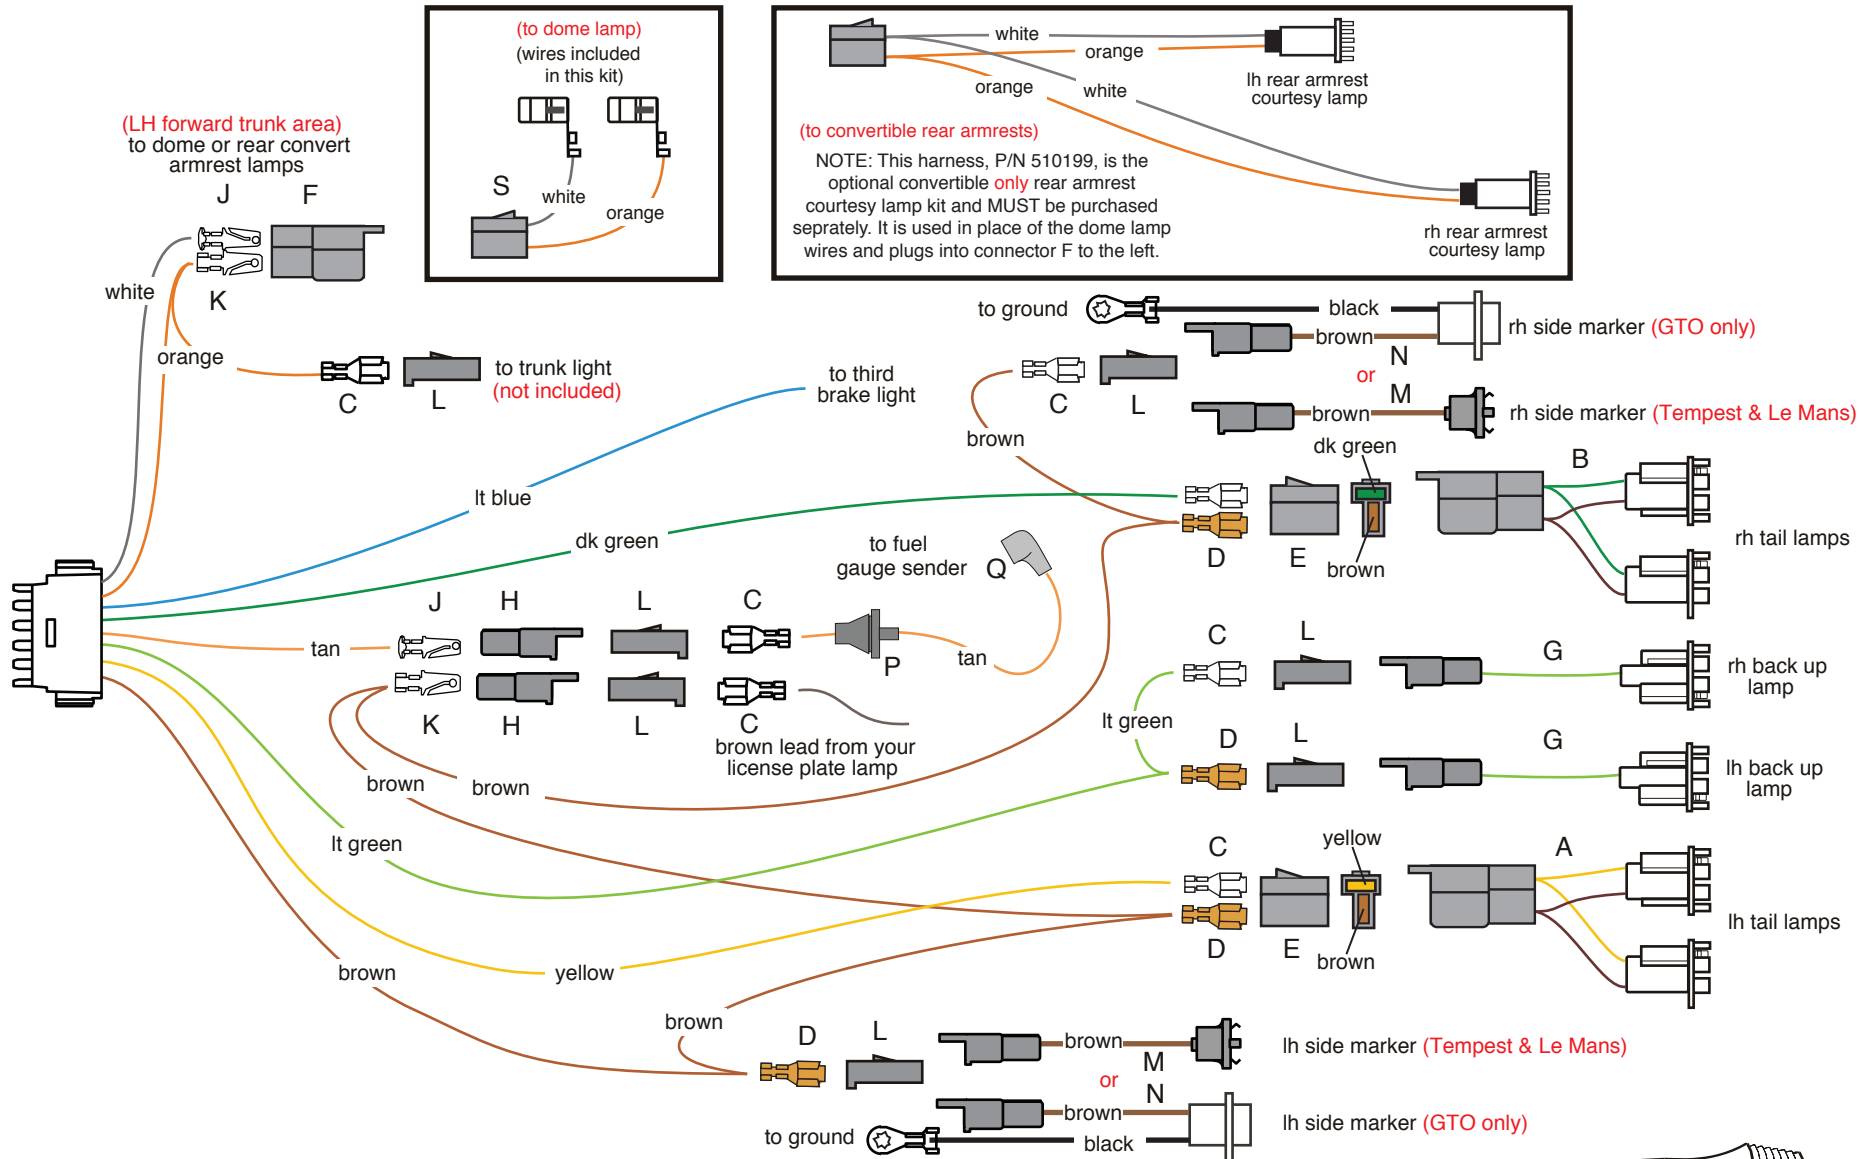 (to dome lamp)
(wires included
in this kit)
S
white
orange
white
orange
orange
white
lh rear armrest
courtesy lamp
(to convertible rear armrests)
NOTE: This harness, P/N 510199, is the
optional convertible only rear armrest
courtesy lamp kit and MUST be purchased
seprately. It is used in place of the dome lamp
wires and plugs into connector F to the left.
rh rear armrest
courtesy lamp
(LH forward trunk area)
to dome or rear convert
armrest lamps
J F
white
K
orange
C L
to trunk light
(not included)
to third
brake light
to ground
black
brown
N
rh side marker (GTO only)
or
C L
M
brown
rh side marker (Tempest & Le Mans)
brown
dk green
B
lt blue
dk green
D E
brown
rh tail lamps
to fuel
gauge sender
Q
J H L C
tan
P
tan
K H L C
brown lead from your
license plate lamp
brown
brown
C L G
rh back up
lamp
lt green
D L G
lh back up
lamp
lt green
C
yellow
A
D E
brown
lh tail lamps
brown
yellow
brown
D L
brown
M
lh side marker (Tempest & Le Mans)
or
N
brown
lh side marker (GTO only)
to ground
black